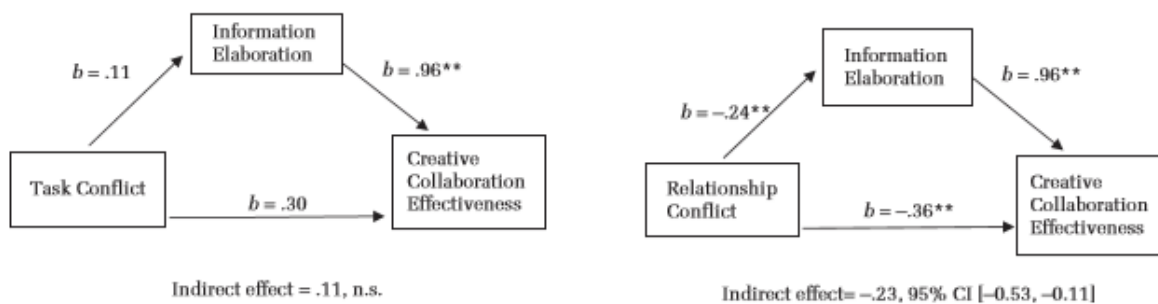 Information
Elaboration
b = .11
b = .96**
Task Conflict
b = .30
Creative
Collaboration
Effectiveness
Indirect effect = .11, n.s.
Information
Elaboration
b = –.24**
b = .96**
Relationship
Conflict
b = –.36**
Creative
Collaboration
Effectiveness
Indirect effect= –.23, 95% CI [–0.53, –0.11]